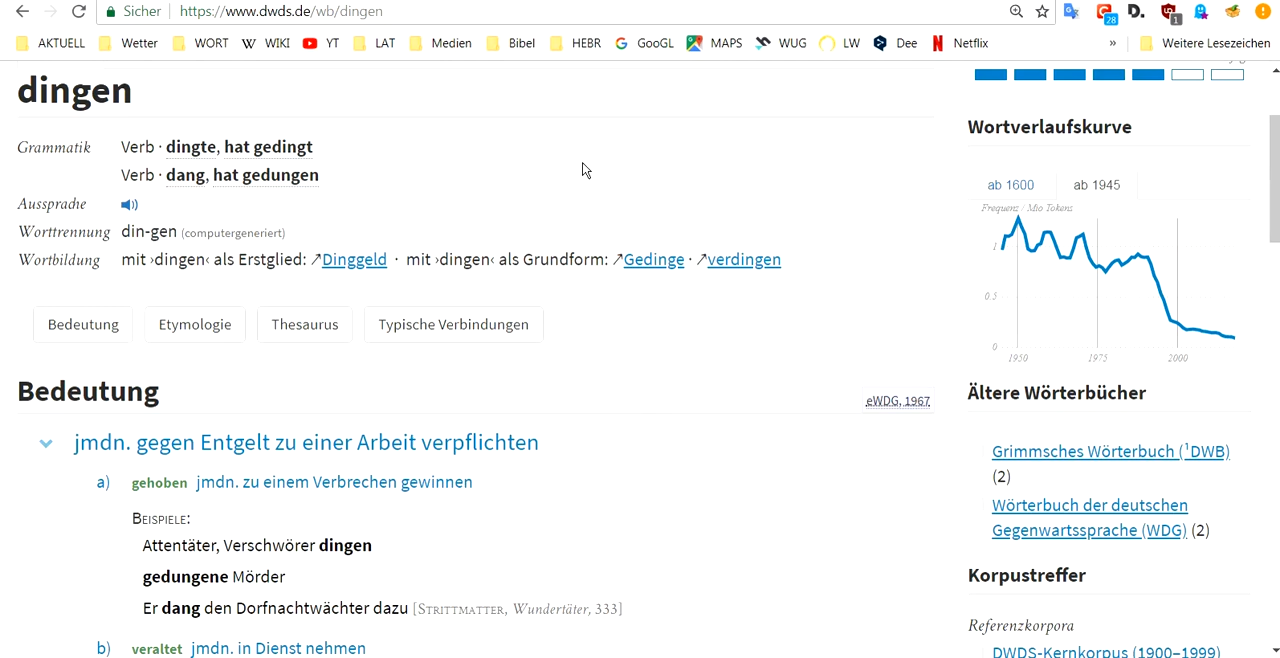 Sicher https://www.dwds.de/wb/dingen
28 D. 1
AKTUELL Wetter WORT W WIKI YT LAT Medien Bibel HEBR G GooGL MAPS WUG LW Dee N Netflix » Weitere Lesezeichen
dingen
Grammatik Verb · dingte, hat gedingt
Verb · dang, hat gedungen
Aussprache
Worttrennung din-gen (computergeneriert)
Wortbildung mit ›dingen‹ als Erstglied: ↗Dinggeld · mit ›dingen‹ als Grundform: ↗Gedinge · ↗verdingen
Bedeutung Etymologie Thesaurus Typische Verbindungen
Bedeutung
eWDG, 1967
jmdn. gegen Entgelt zu einer Arbeit verpflichten
a) gehoben jmdn. zu einem Verbrechen gewinnen
BEISPIELE:
Attentäter, Verschwörer dingen
gedungene Mörder
Er dang den Dorfnachtwächter dazu [STRITTMATTER, Wundertäter, 333]
b) veraltet jmdn. in Dienst nehmen
Wortverlaufskurve
ab 1600 ab 1945
Frequenz / Mio Tokens
1
0.5
0
1950 1975 2000
Ältere Wörterbücher
Grimmsches Wörterbuch (¹DWB)
(2)
Wörterbuch der deutschen
Gegenwartssprache (WDG) (2)
Korpustreffer
Referenzkorpora
DWDS-Kernkorpus (1900–1999)